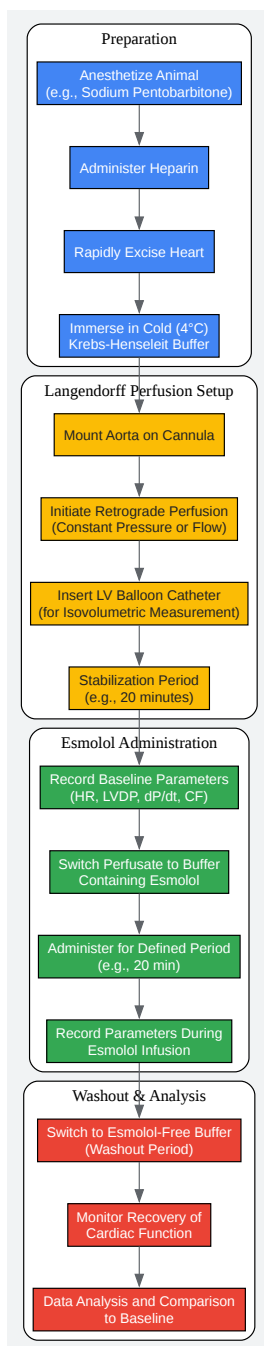 Preparation
Anesthetize Animal
(e.g., Sodium Pentobarbitone)
Administer Heparin
Rapidly Excise Heart
Immerse in Cold (4°C)
Krebs-Henseleit Buffer
Langendorff Perfusion Setup
Mount Aorta on Cannula
Initiate Retrograde Perfusion
(Constant Pressure or Flow)
Insert LV Balloon Catheter
(for Isovolumetric Measurement)
Stabilization Period
(e.g., 20 minutes)
Esmolol Administration
Record Baseline Parameters
(HR, LVDP, dP/dt, CF)
Switch Perfusate to Buffer
Containing Esmolol
Administer for Defined Period
(e.g., 20 min)
Record Parameters During
Esmolol Infusion
Washout & Analysis
Switch to Esmolol-Free Buffer
(Washout Period)
Monitor Recovery of
Cardiac Function
Data Analysis and Comparison
to Baseline